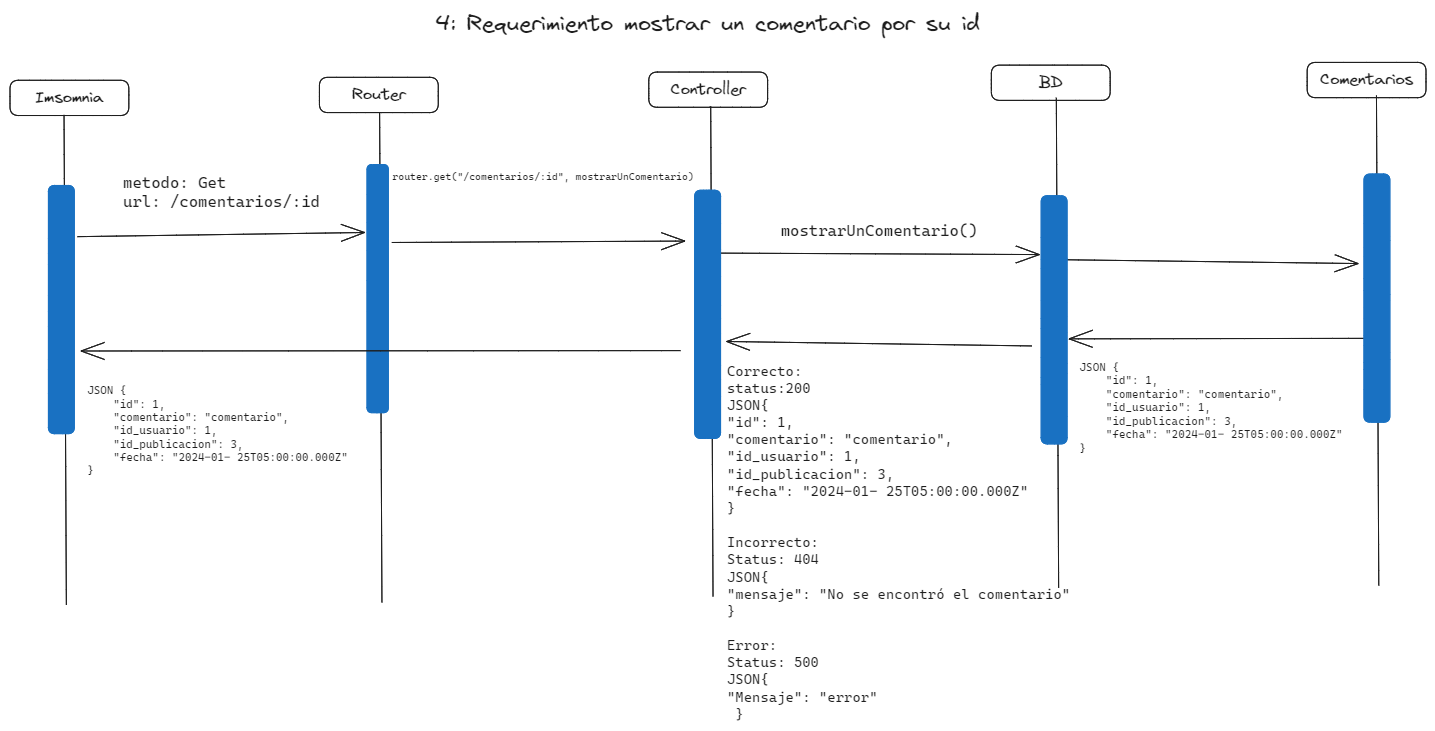 4: Requerimiento mostrar un comentario por su id
Imsomnia
Router
Controller
BD
Comentarios
metodo: Get
url: /comentarios/:id
router.get("/comentarios/:id", mostrarUnComentario)
mostrarUnComentario()
JSON {
"id": 1,
"comentario": "comentario",
"id_usuario": 1,
"id_publicacion": 3,
"fecha": "2024-01- 25T05:00:00.000Z"
}
Correcto:
status:200
JSON{
"id": 1,
"comentario": "comentario",
"id_usuario": 1,
"id_publicacion": 3,
"fecha": "2024-01- 25T05:00:00.000Z"
}
Incorrecto:
Status: 404
JSON{
"mensaje": "No se encontró el comentario"
}
Error:
Status: 500
JSON{
"Mensaje": "error"
}
JSON {
"id": 1,
"comentario": "comentario",
"id_usuario": 1,
"id_publicacion": 3,
"fecha": "2024-01- 25T05:00:00.000Z"
}